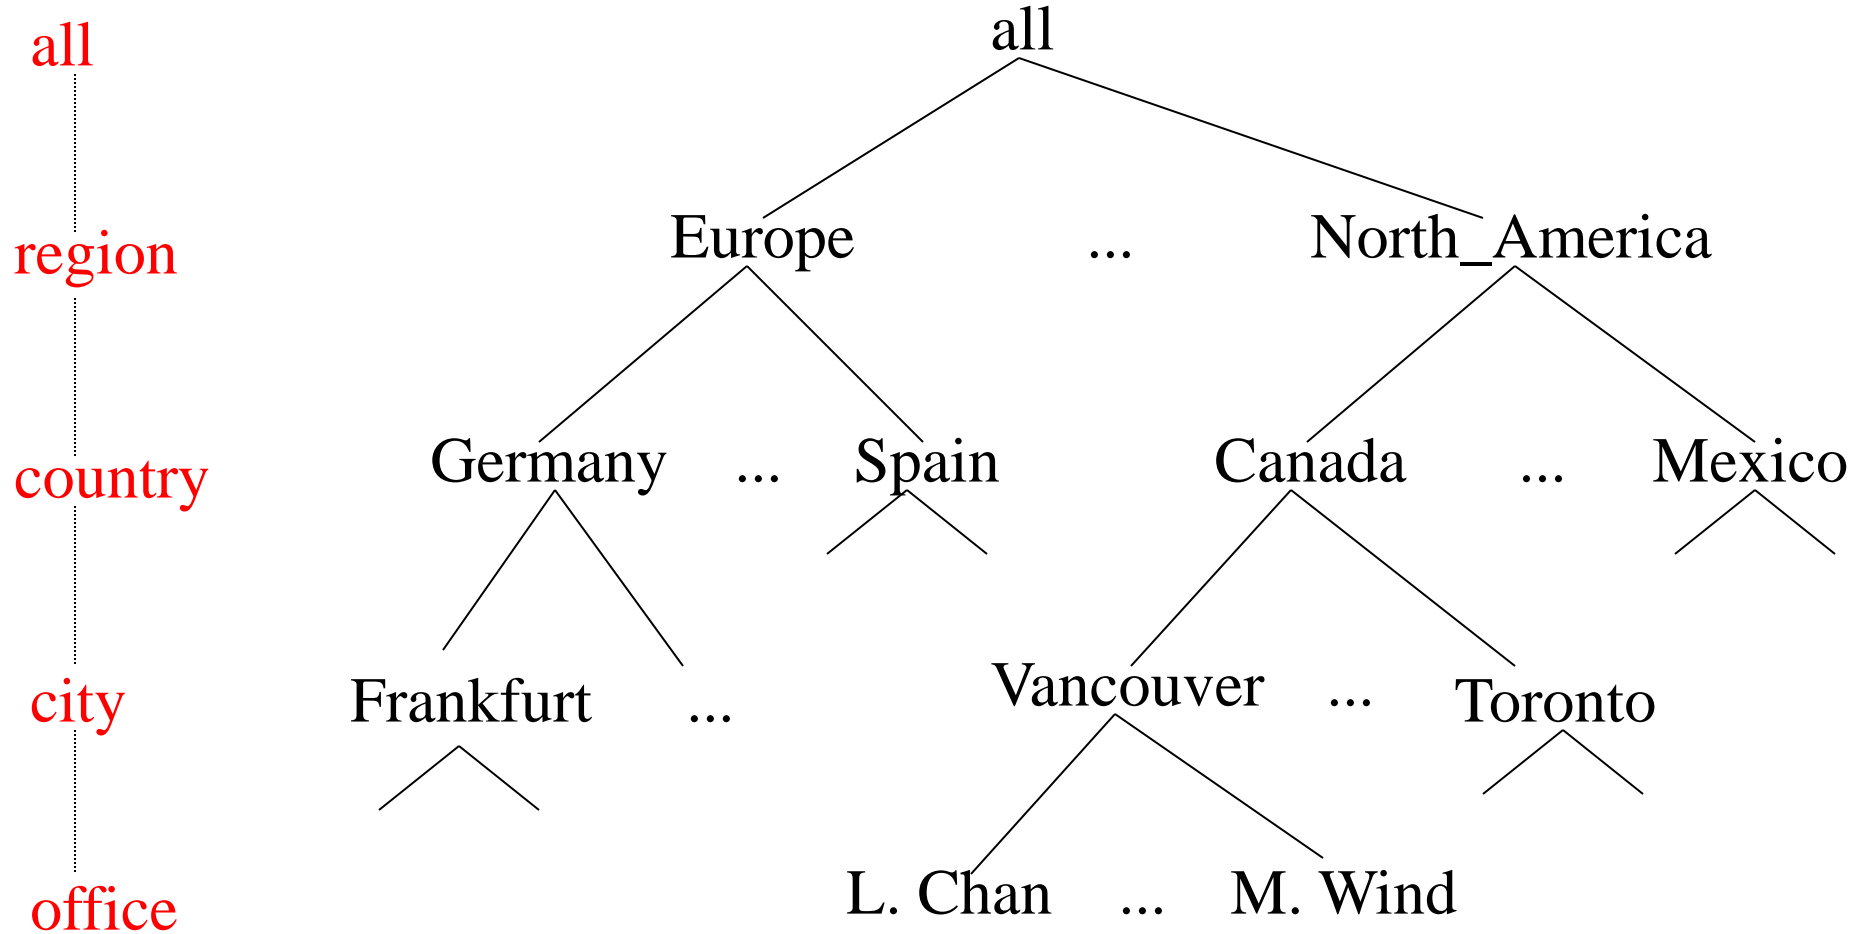 all
all
region
Europe ... North_America
country
Germany ... Spain Canada ... Mexico
city
Frankfurt ... Vancouver ... Toronto
office
L. Chan ... M. Wind